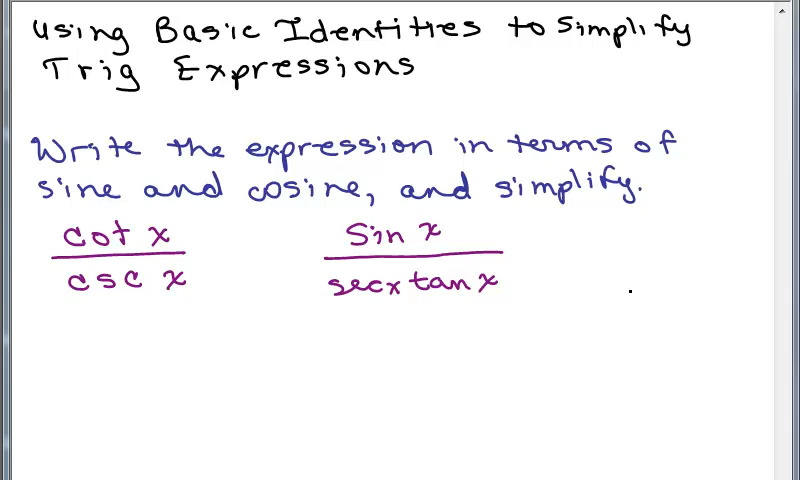 Using Basic Identities to Simplify
Trig Expressions
Write the expression in terms of
sine and cosine, and simplify.
cot x
csc x
Sin x
secx tan x